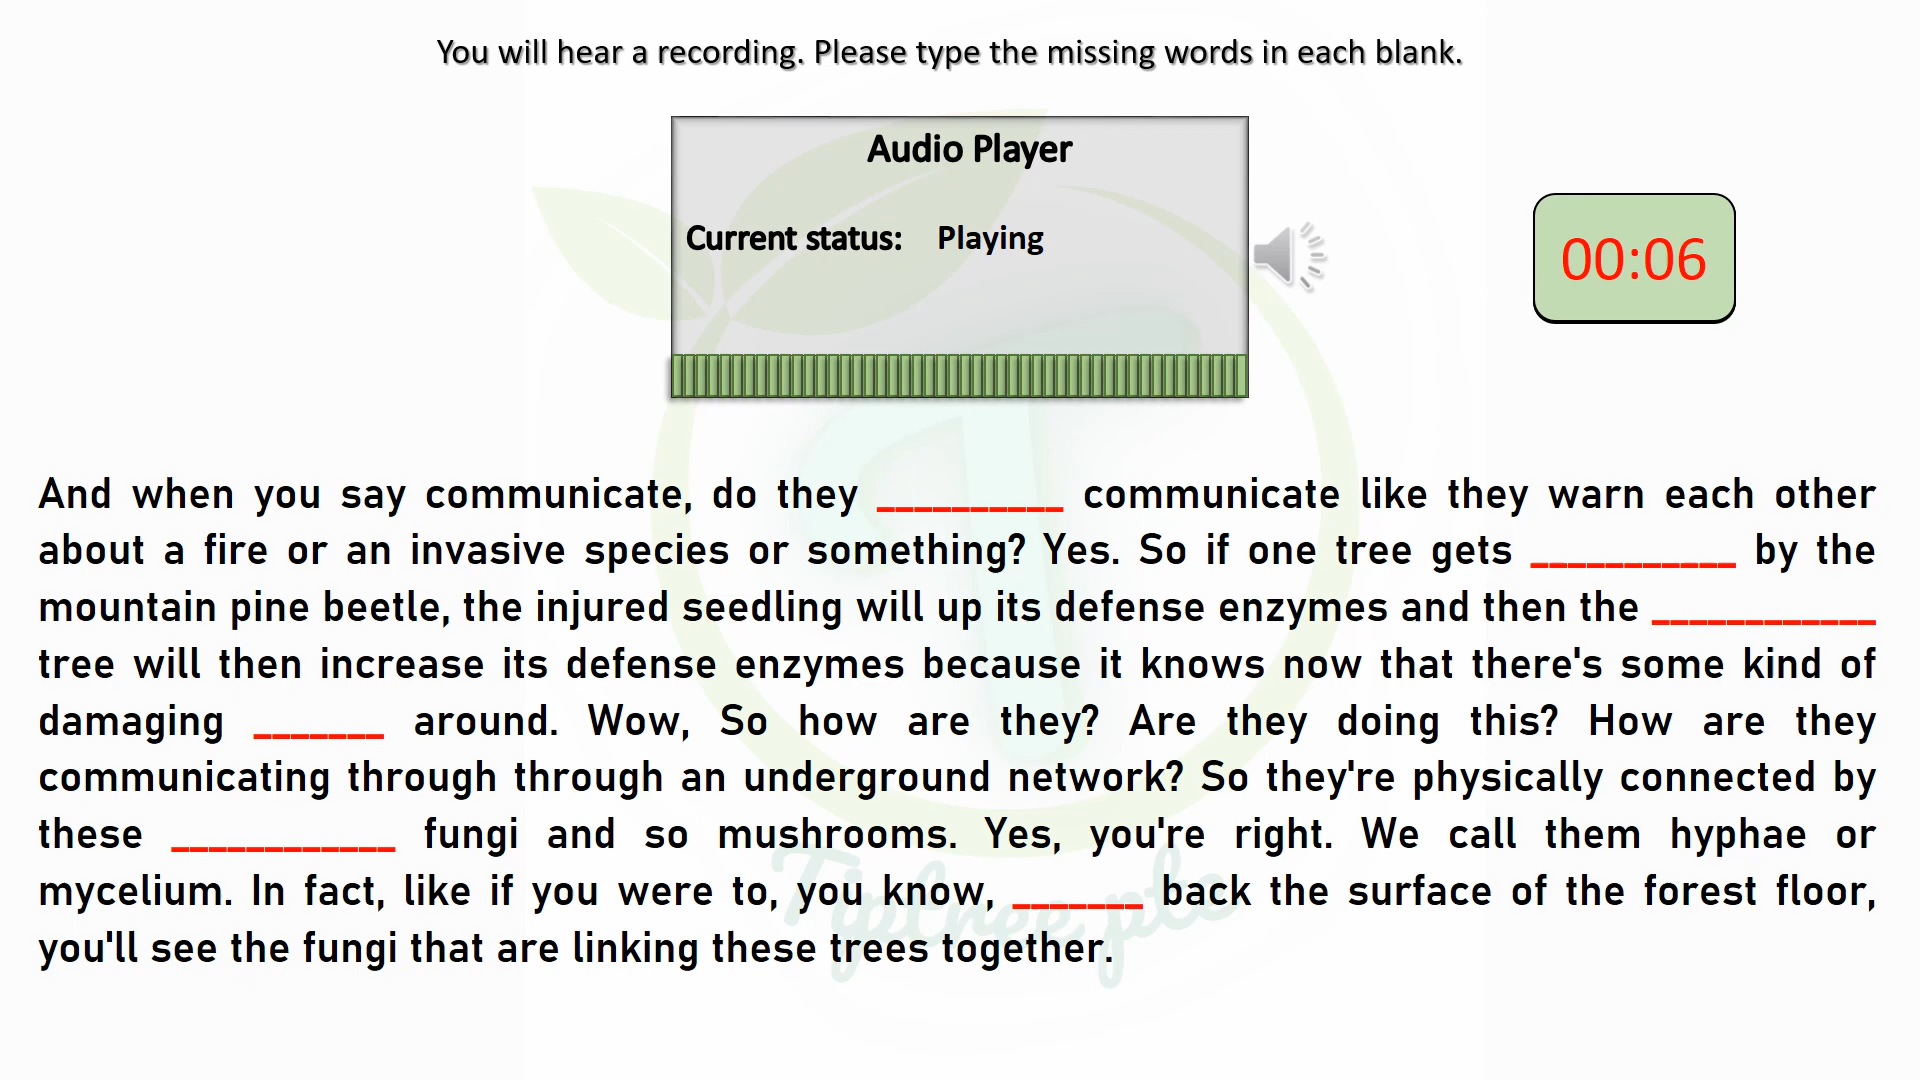 You will hear a recording. Please type the missing words in each blank.
Audio Player
Current status: Playing
00:06
And when you say communicate, do they __________ communicate like they warn each other
about a fire or an invasive species or something? Yes. So if one tree gets ___________ by the
mountain pine beetle, the injured seedling will up its defense enzymes and then the ____________
tree will then increase its defense enzymes because it knows now that there's some kind of
damaging _______ around. Wow, So how are they? Are they doing this? How are they
communicating through through an underground network? So they're physically connected by
these ____________ fungi and so mushrooms. Yes, you're right. We call them hyphae or
mycelium. In fact, like if you were to, you know, _______ back the surface of the forest floor,
you'll see the fungi that are linking these trees together.
Tiptree pte